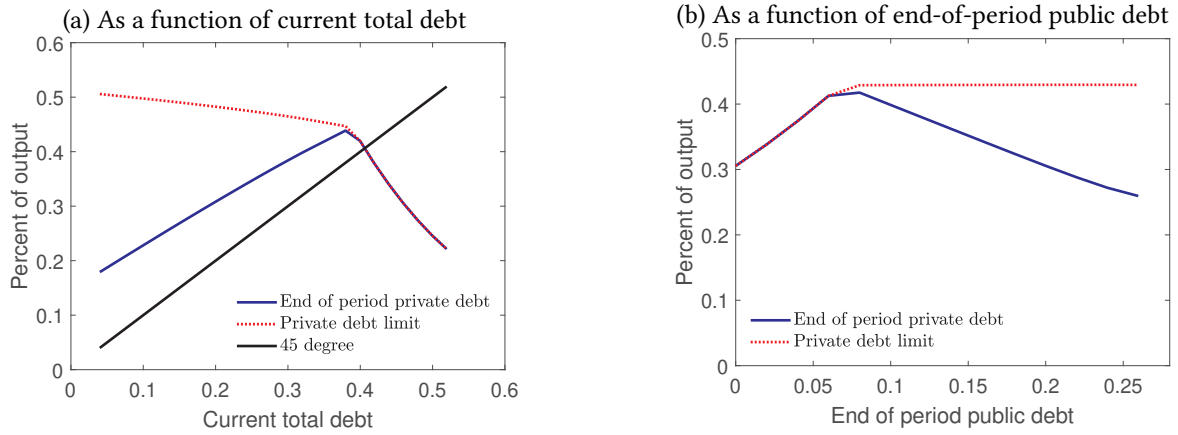 (a) As a function of current total debt
0.6
0.5
0.4
0.3
0.2
0.1
0
Percent of output
End of period private debt
Private debt limit
45 degree
0 0.1 0.2 0.3 0.4 0.5 0.6
Current total debt
(b) As a function of end-of-period public debt
0.5
0.4
0.3
0.2
0.1
0
Percent of output
End of period private debt
Private debt limit
0 0.05 0.1 0.15 0.2 0.25
End of period public debt